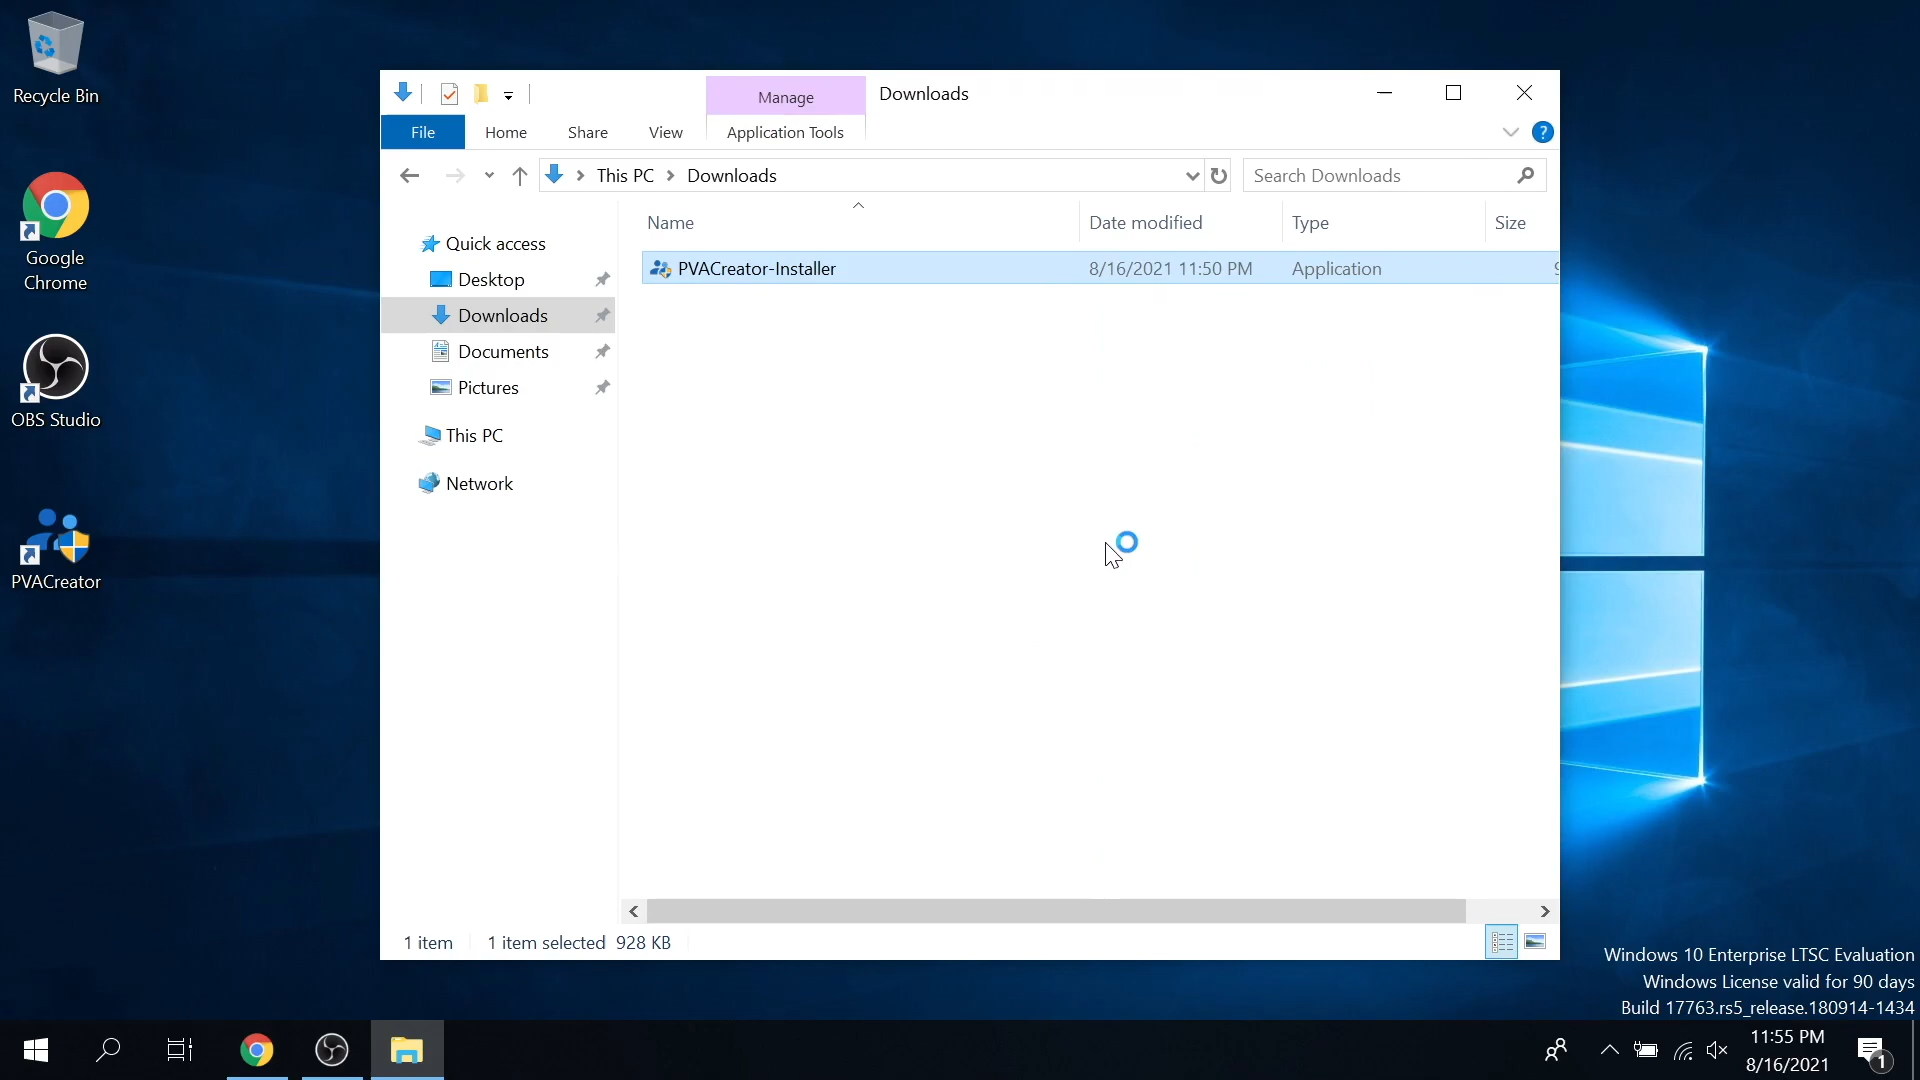 Recycle Bin
Google
Chrome
OBS Studio
PVACreator
Manage
Downloads
File
Home
Share
View
Application Tools
?
This PC
Downloads
Search Downloads
Name
Date modified
Type
Size
PVACreator-Installer
8/16/2021 11:50 PM
Application
Quick access
Desktop
Downloads
Documents
Pictures
This PC
Network
1 item
1 item selected 928 KB
Windows 10 Enterprise LTSC Evaluation
Windows License valid for 90 days
Build 17763.rs5_release.180914-1434
11:55 PM
8/16/2021
1